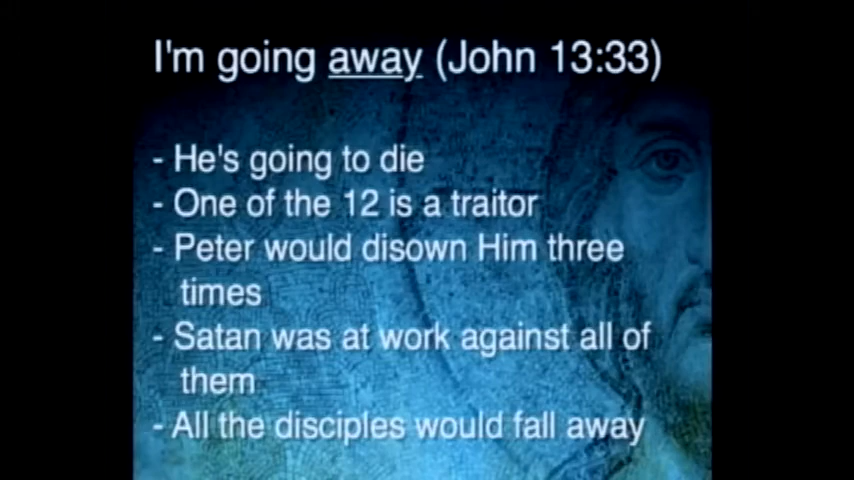 I'm going away (John 13:33)
- He's going to die
- One of the 12 is a traitor
- Peter would disown Him three
times
- Satan was at work against all of
them
- All the disciples would fall away